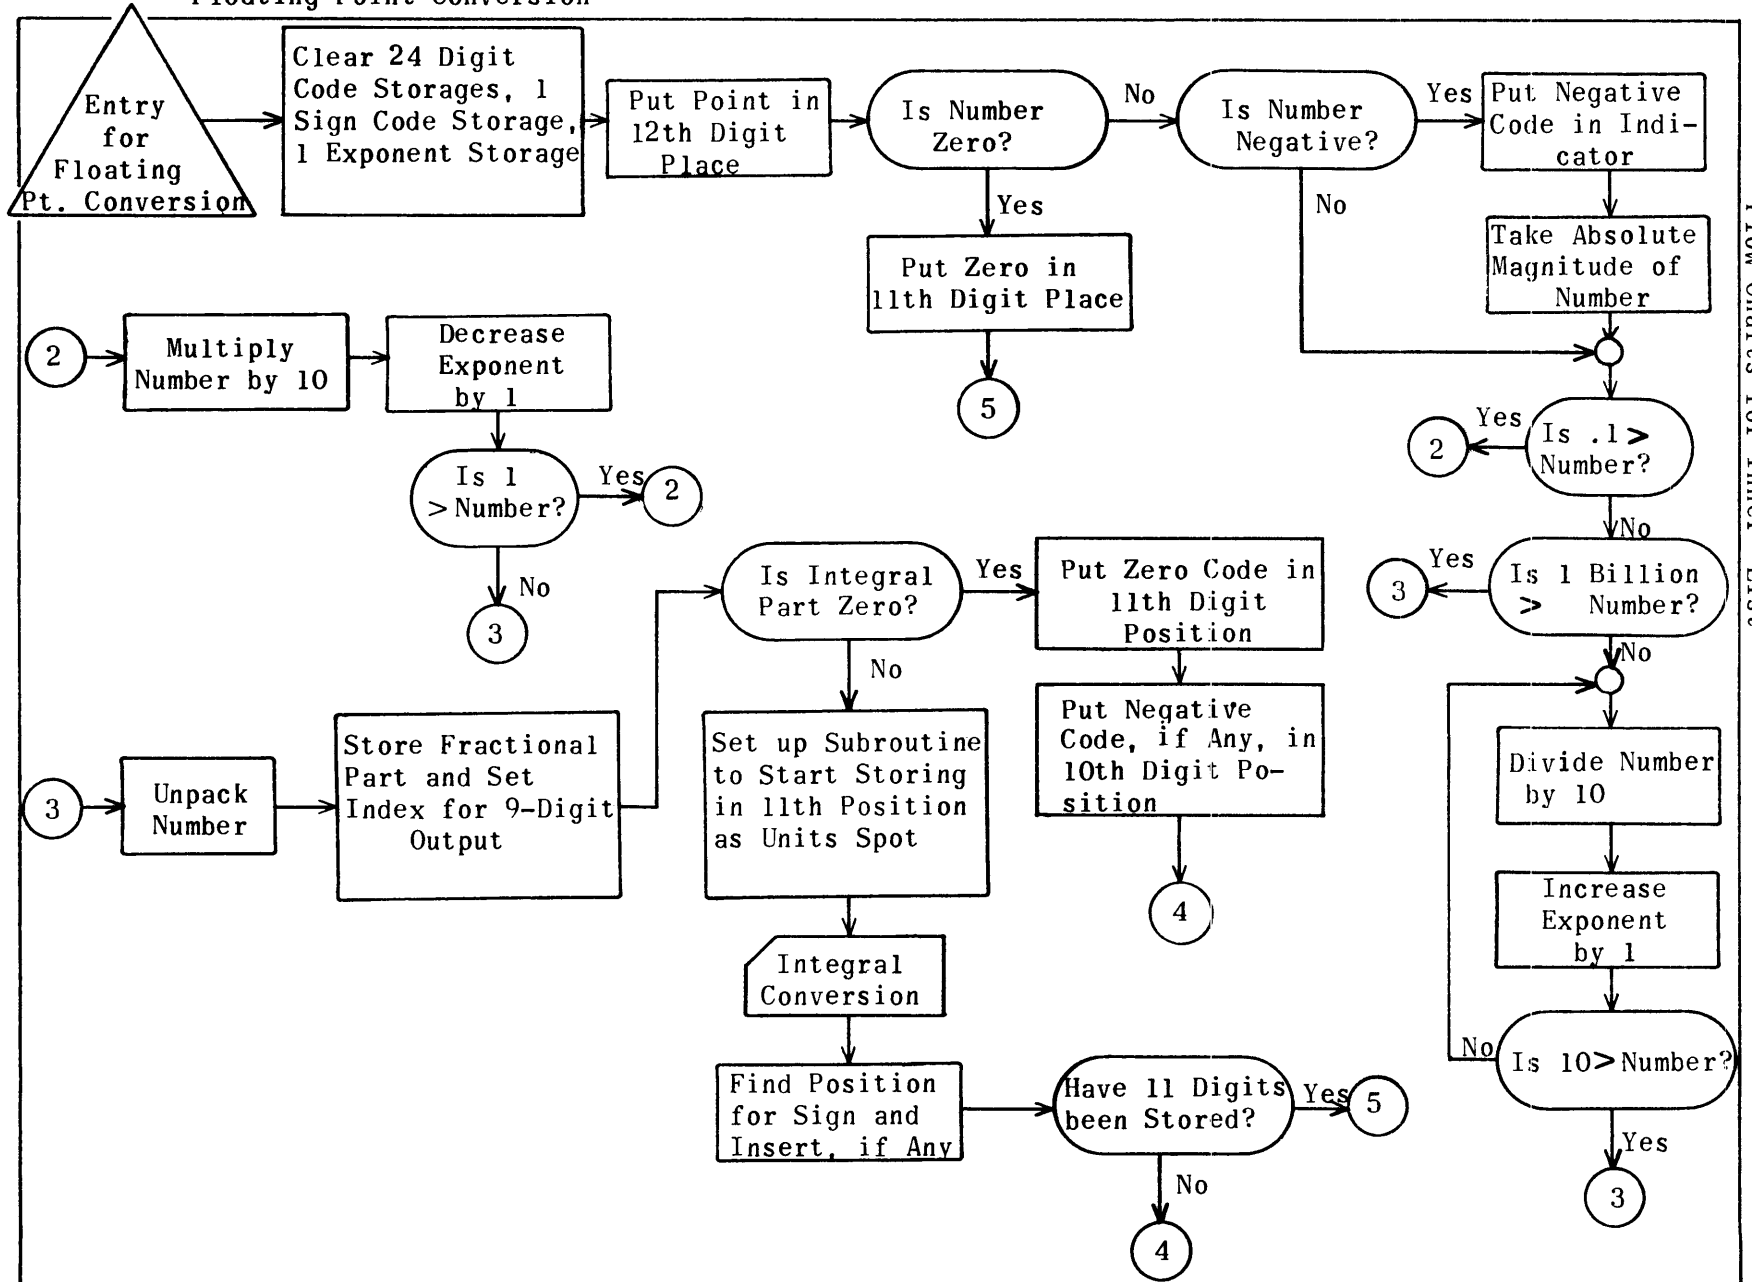 Floating Point Conversion
Entry
for
Floating
Pt. Conversion
Clear 24 Digit
Code Storages, 1
Sign Code Storage,
1 Exponent Storage
Put Point in
12th Digit
Place
Is Number
Zero?
No
Yes
Put Zero in
11th Digit Place
5
Is Number
Negative?
Yes
No
Put Negative
Code in Indi-
cator
Take Absolute
Magnitude of
Number
Is .1 >
Number?
Yes
2
No
Is 1 Billion
> Number?
Yes
3
No
Divide Number
by 10
Increase
Exponent
by 1
Is 10> Number?
No
Yes
3
2
Multiply
Number by 10
Decrease
Exponent
by 1
Is 1
> Number?
Yes
2
No
3
3
Unpack
Number
Store Fractional
Part and Set
Index for 9-Digit
Output
Is Integral
Part Zero?
Yes
Put Zero Code in
11th Digit
Position
Put Negative
Code, if Any, in
10th Digit Po-
sition
4
No
Set up Subroutine
to Start Storing
in 11th Position
as Units Spot
Integral
Conversion
Find Position
for Sign and
Insert, if Any
Have 11 Digits
been Stored?
Yes
5
No
4